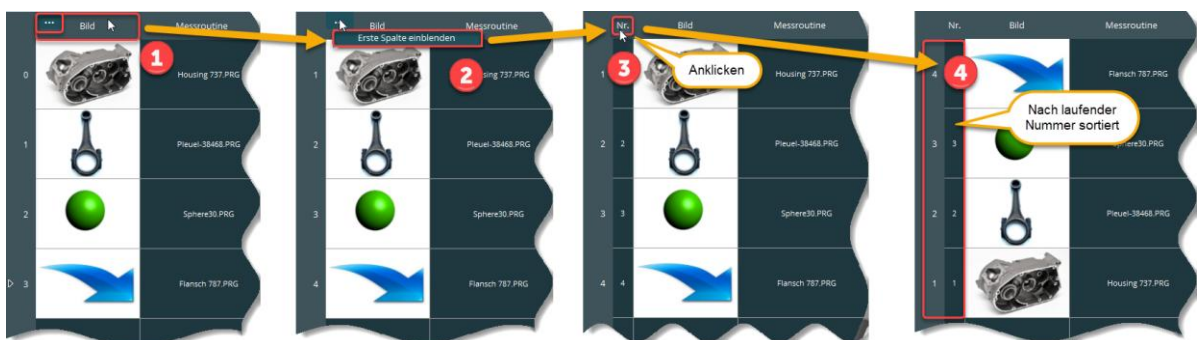 ••• Bild Messroutine
1
0 Housing 737.PRG
1 Pleuel-38468.PRG
2 Sphere30.PRG
3 Flansch 787.PRG
Bild Messroutine
Erste Spalte einblenden
2
1 sing 737.PRG
2 Pleuel-38468.PRG
3 Sphere30.PRG
4 Flansch 787.PRG
Nr. Bild Messroutine
3
Anklicken
1 Housing 737.PRG
2 2 Pleuel-38468.PRG
3 3 Sphere30.PRG
4 4 Flansch 787.PRG
Nr. Bild Messroutine
4
4 Flansch 787.PRG
Nach laufender
Nummer sortiert
3 3 ere30.PRG
2 2 Pleuel-38468.PRG
1 1 Housing 737.PRG